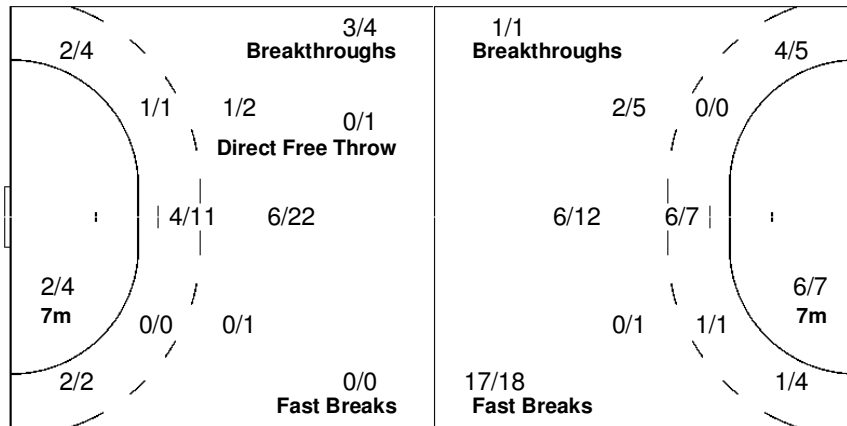 3/4 1/1
2/4 Breakthroughs Breakthroughs 4/5
1/1 1/2 2/5 0/0
0/1
Direct Free Throw
4/11 6/22 6/12 6/7
2/4 6/7
7m 7m
0/0 0/1 0/1 1/1
2/2 0/0 17/18 1/4
Fast Breaks Fast Breaks